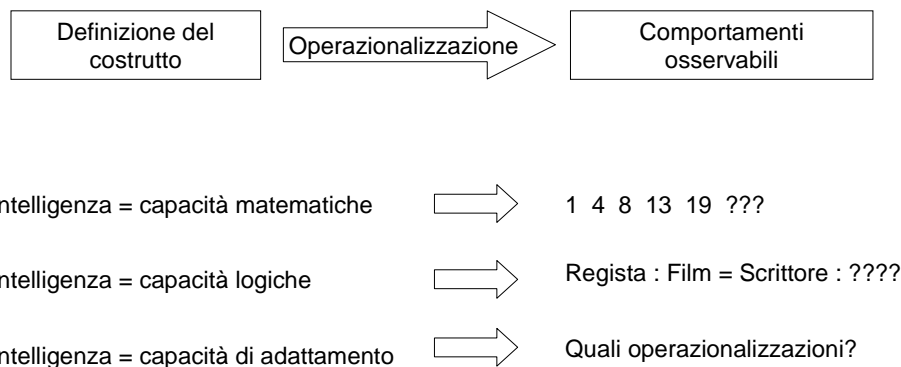 Definizione del
costrutto
Operazionalizzazione
Comportamenti
osservabili
ntelligenza = capacità matematiche
1 4 8 13 19 ???
ntelligenza = capacità logiche
Regista : Film = Scrittore : ????
ntelligenza = capacità di adattamento
Quali operazionalizzazioni?